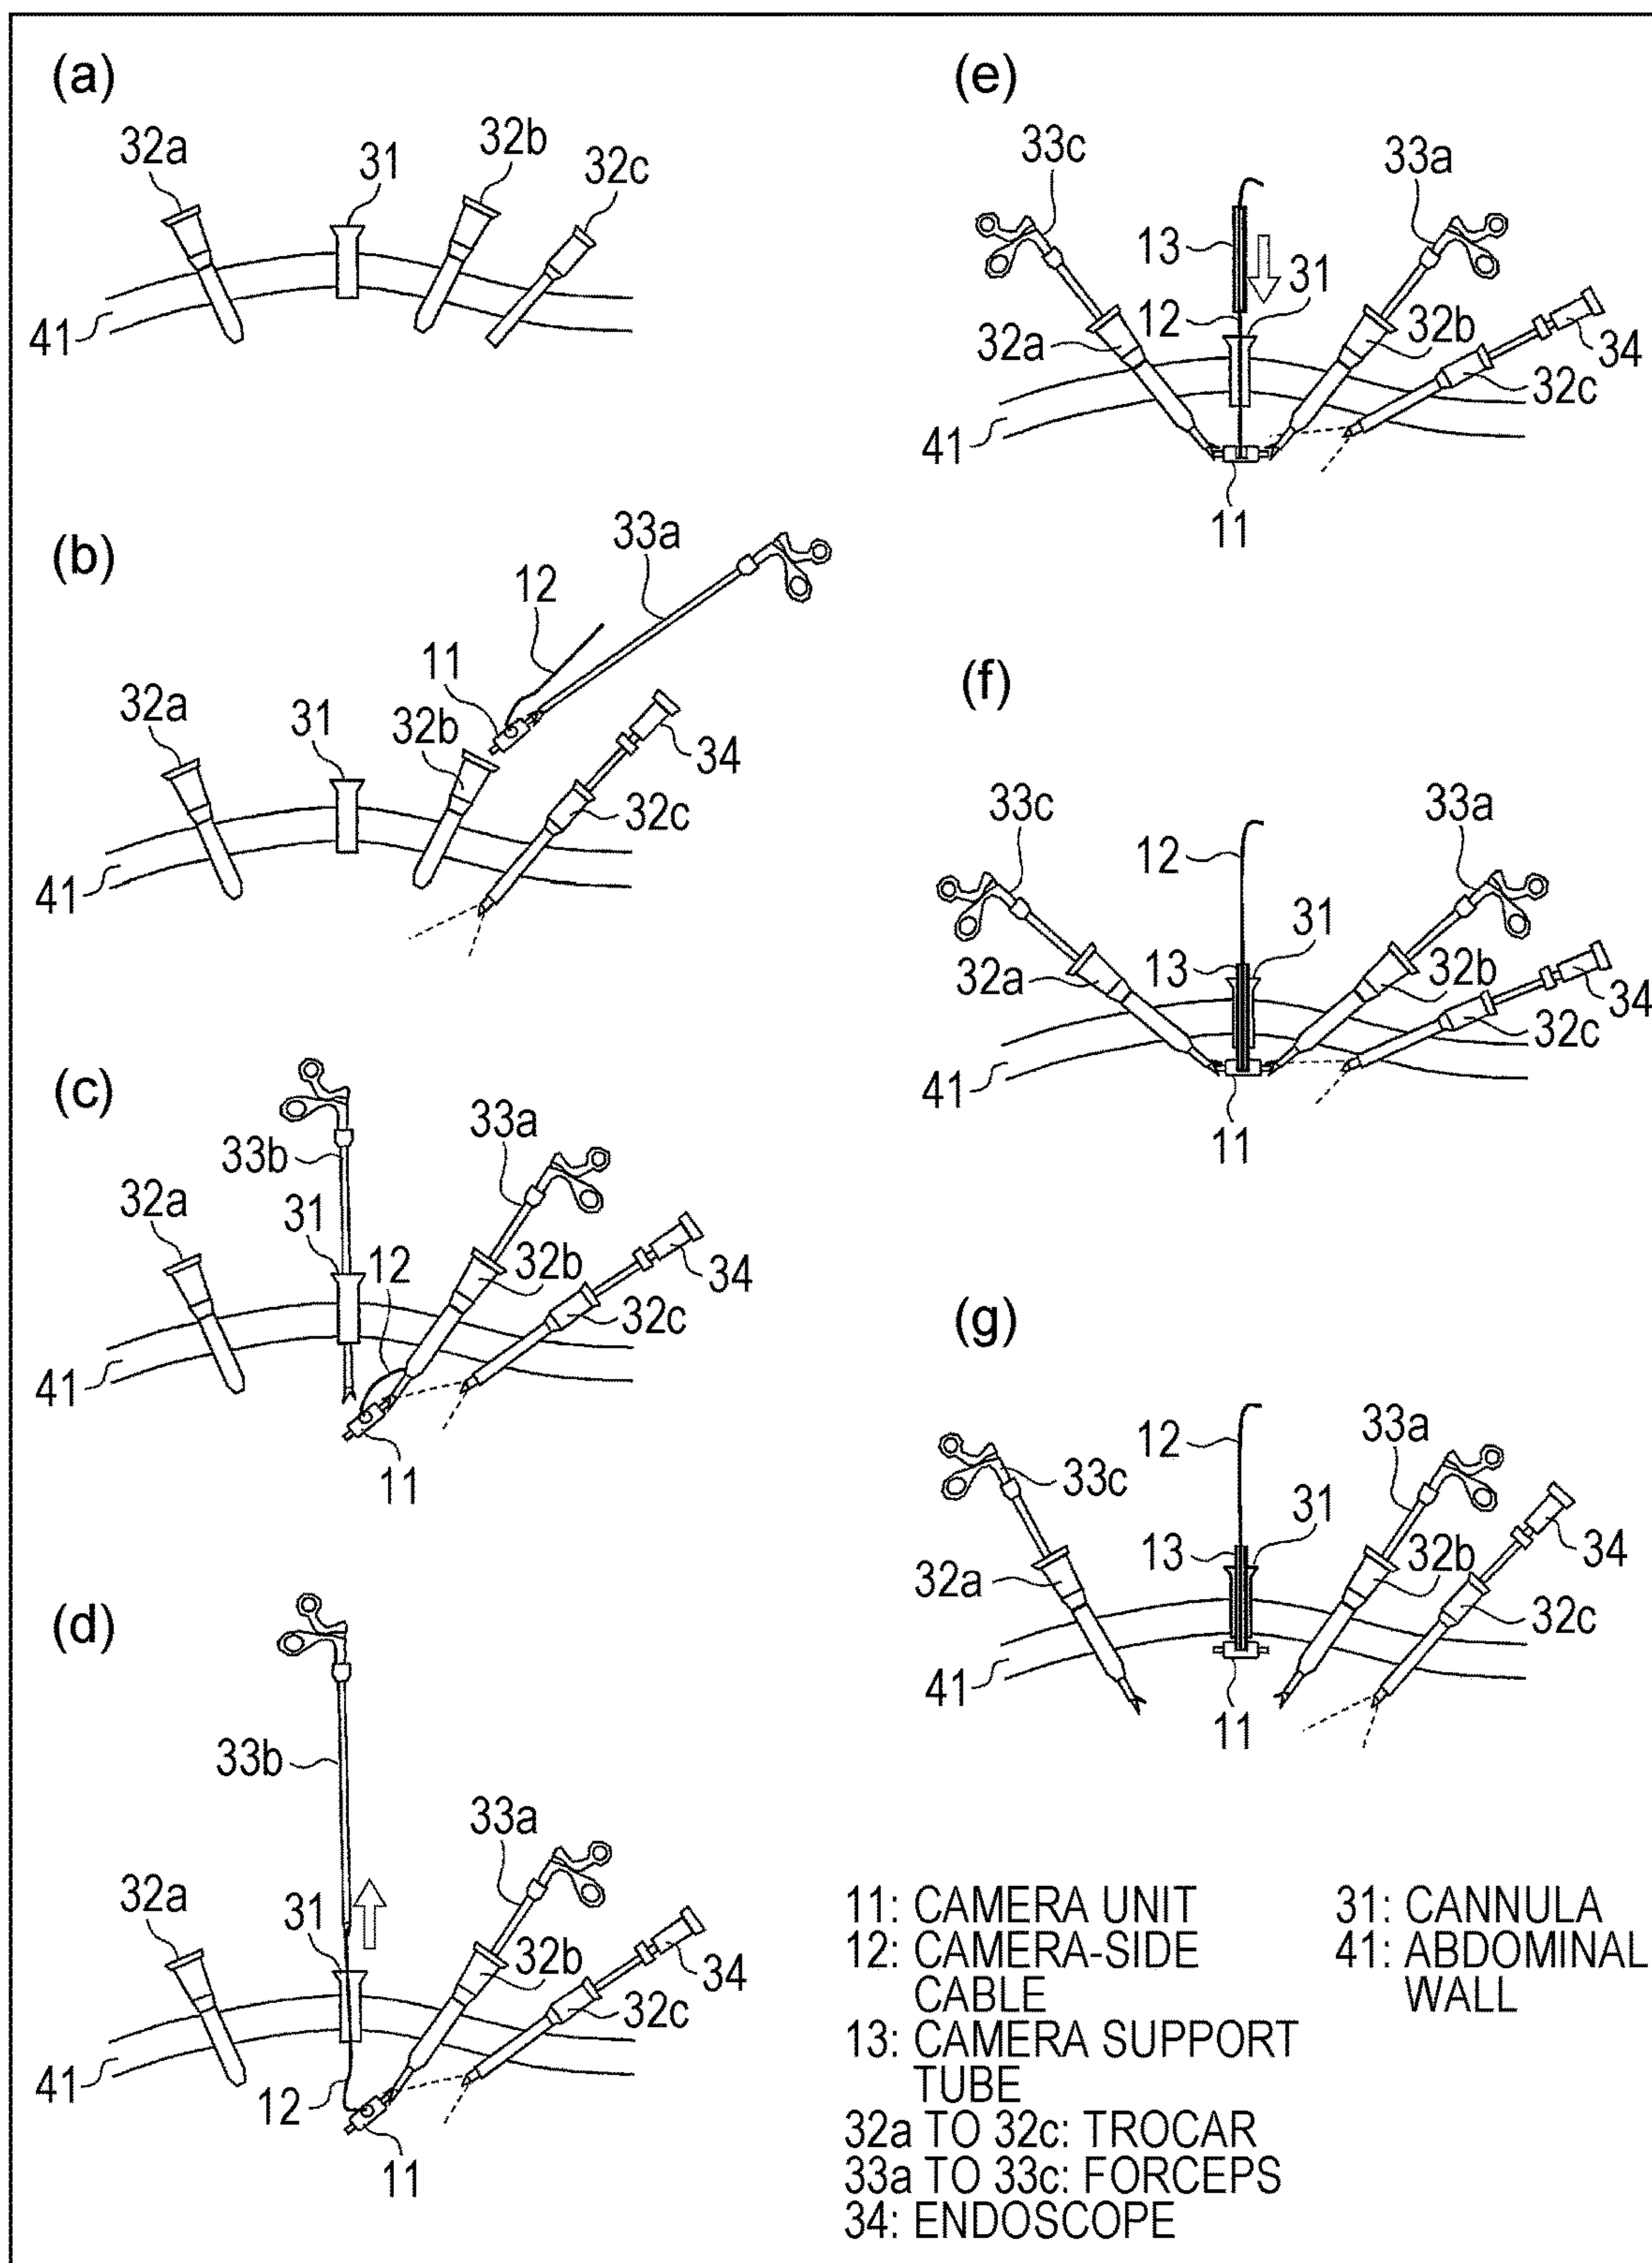 (a)
32a
31
32b
32c
41
(b)
33a
12
11
32a
31
32b
34
32c
41
(c)
33b
33a
32a
31
12
32b
34
32c
41
11
(d)
33b
33a
32a
31
32b
34
32c
41
12
11
(e)
33c
33a
13
31
12
32a
32b
34
32c
41
11
(f)
33c
33a
12
31
13
32a
32b
34
32c
41
11
(g)
12
33a
33c
31
13
32a
32b
34
32c
41
11
11: CAMERA UNIT
12: CAMERA-SIDE
CABLE
13: CAMERA SUPPORT
TUBE
32a TO 32c: TROCAR
33a TO 33c: FORCEPS
34: ENDOSCOPE
31: CANNULA
41: ABDOMINAL
WALL